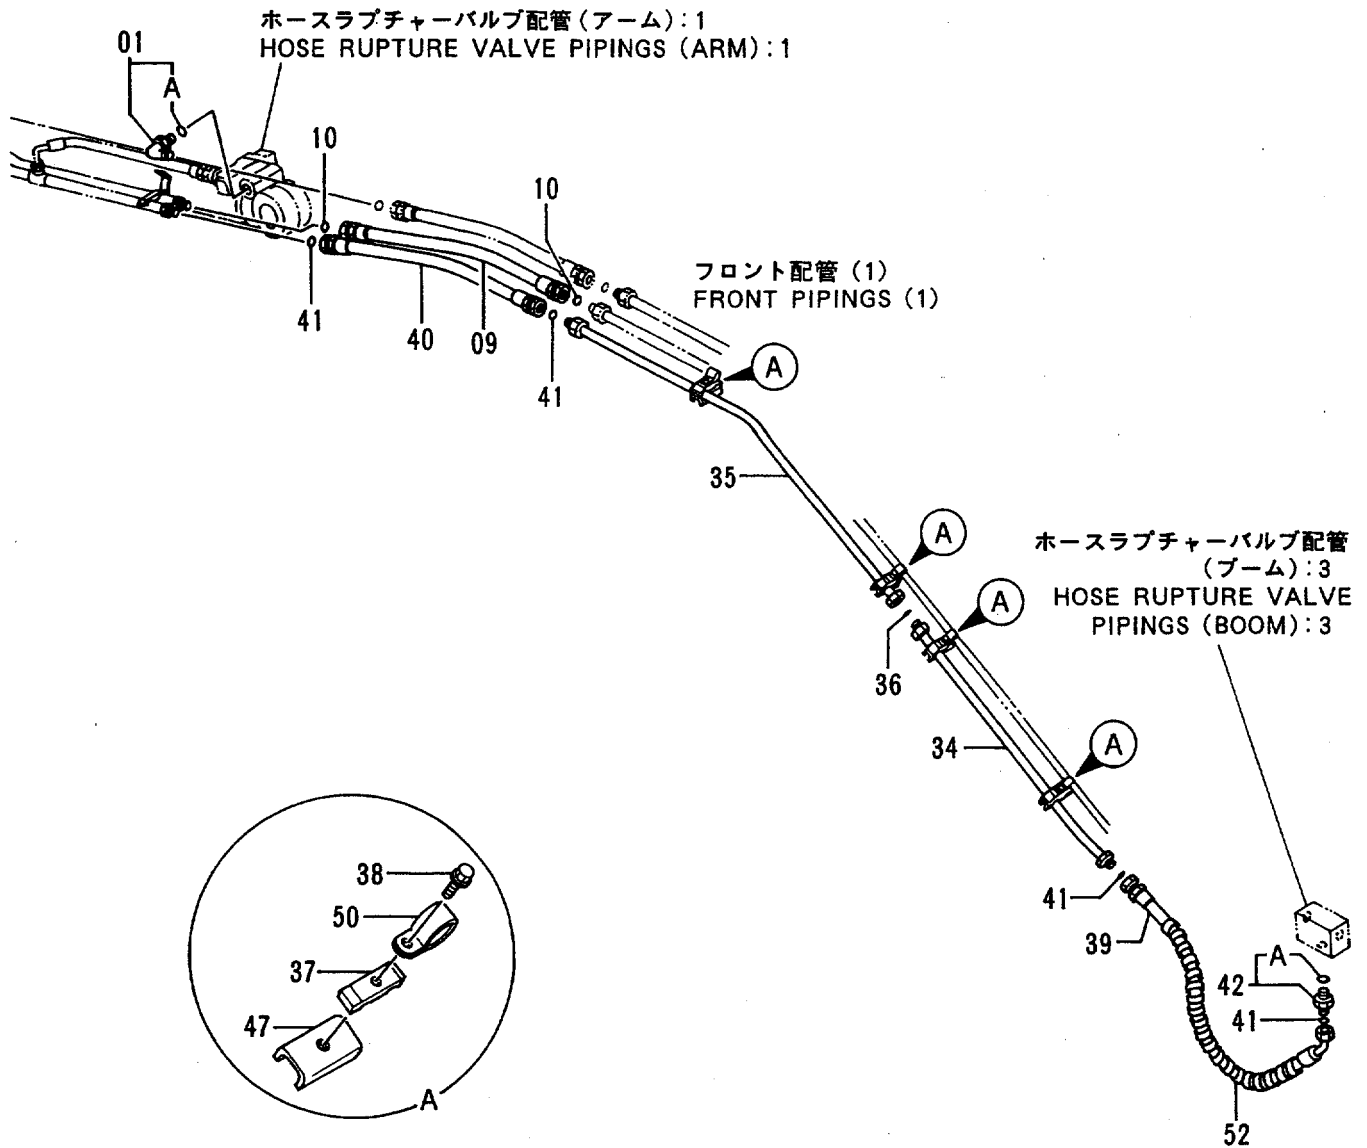 ホースラプチャーバルブ配管(アーム):1
HOSE RUPTURE VALVE PIPINGS (ARM):1
01
A
10
10
フロント配管 (1)
FRONT PIPINGS (1)
41
40
09
41
A
35
A
ホースラプチャーバルブ配管
(ブーム):3
HOSE RUPTURE VALVE
PIPINGS (BOOM):3
A
36
34
A
38
50
37
47
A
41
39
A
42
41
52